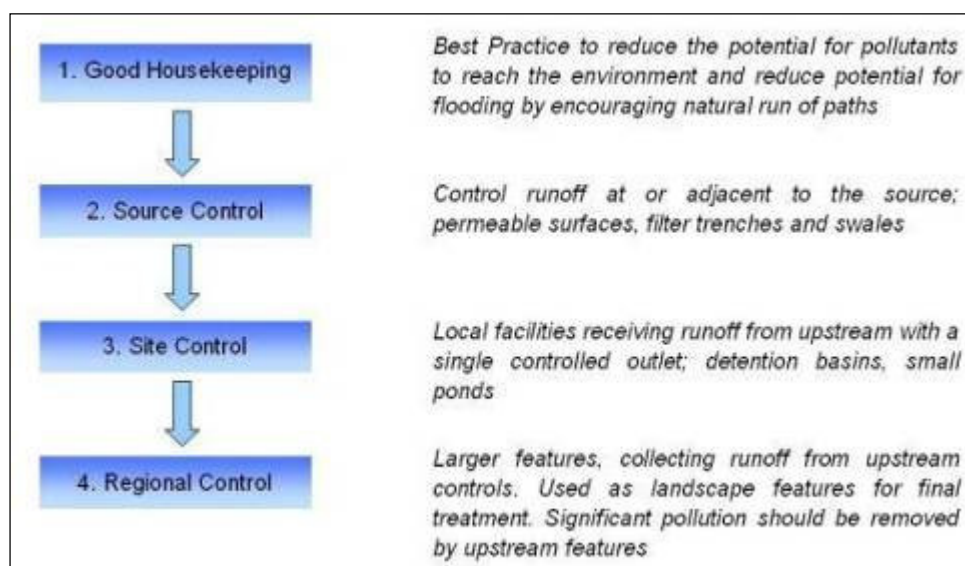 1. Good Housekeeping
Best Practice to reduce the potential for pollutants
to reach the environment and reduce potential for
flooding by encouraging natural run of paths
2. Source Control
Control runoff at or adjacent to the source;
permeable surfaces, filter trenches and swales
3. Site Control
Local facilities receiving runoff from upstream with a
single controlled outlet; detention basins, small
ponds
4. Regional Control
Larger features, collecting runoff from upstream
controls. Used as landscape features for final
treatment. Significant pollution should be removed
by upstream features